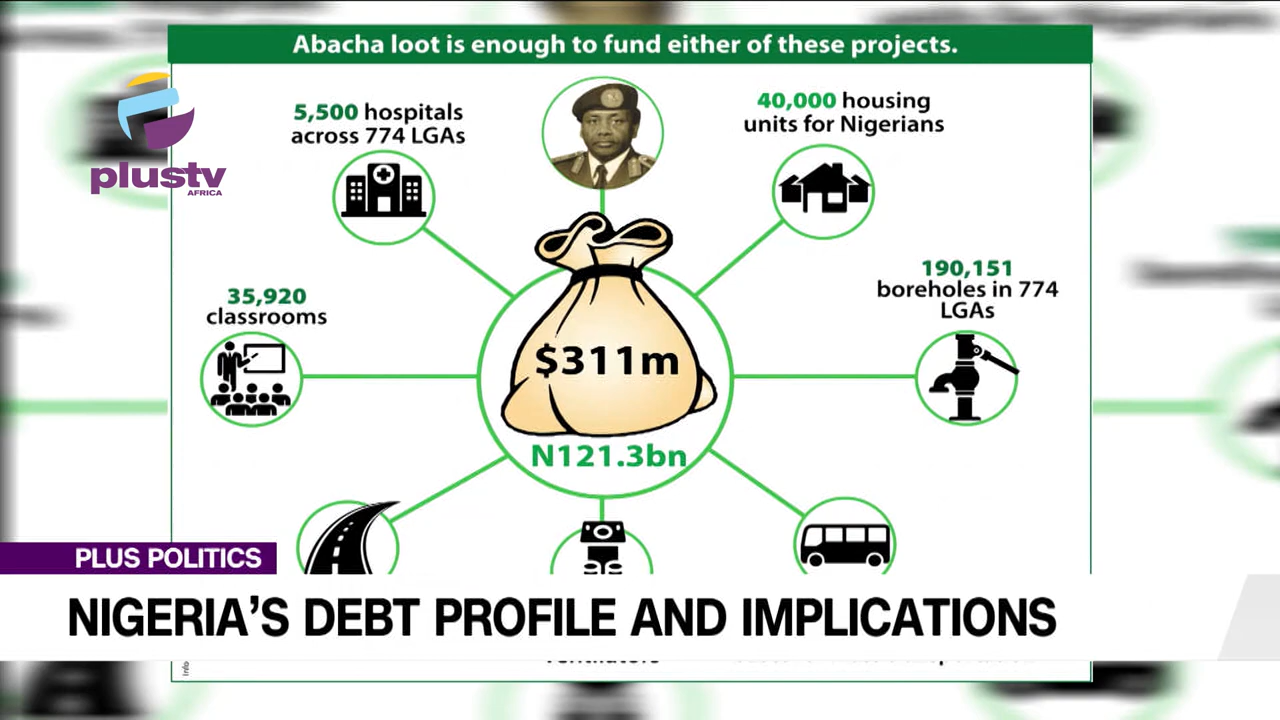 Abacha loot is enough to fund either of these projects.
plustv
AFRICA
5,500 hospitals
across 774 LGAs
40,000 housing
units for Nigerians
35,920
classrooms
190,151
boreholes in 774
LGAs
$311m
N121.3bn
PLUS POLITICS
NIGERIA'S DEBT PROFILE AND IMPLICATIONS